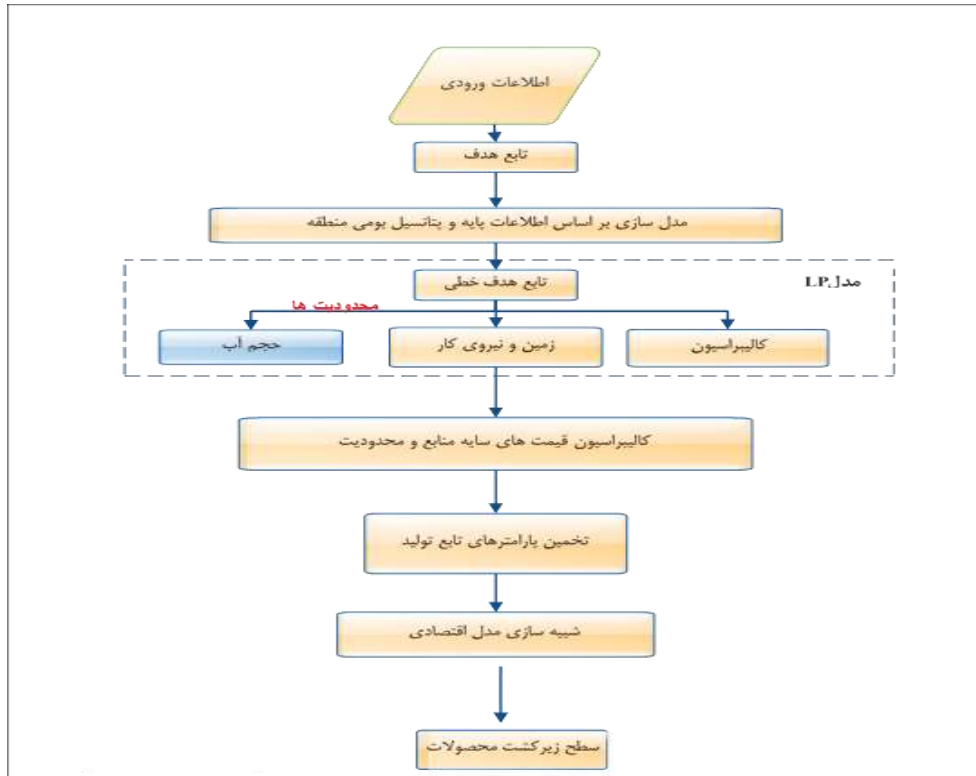 اطلاعات ورودی
تابع هدف
مدل سازی بر اساس اطلاعات پایه و پتانسیل بومی منطقه
مدل LP
تابع هدف خطی
محدودیت ها
کالیبراسیون
زمین و نیروی کار
حجم آب
کالیبراسیون قیمت های سایه منابع و محدودیت
تخمین پارامترهای تابع تولید
شبیه سازی مدل اقتصادی
سطح زیرکشت محصولات